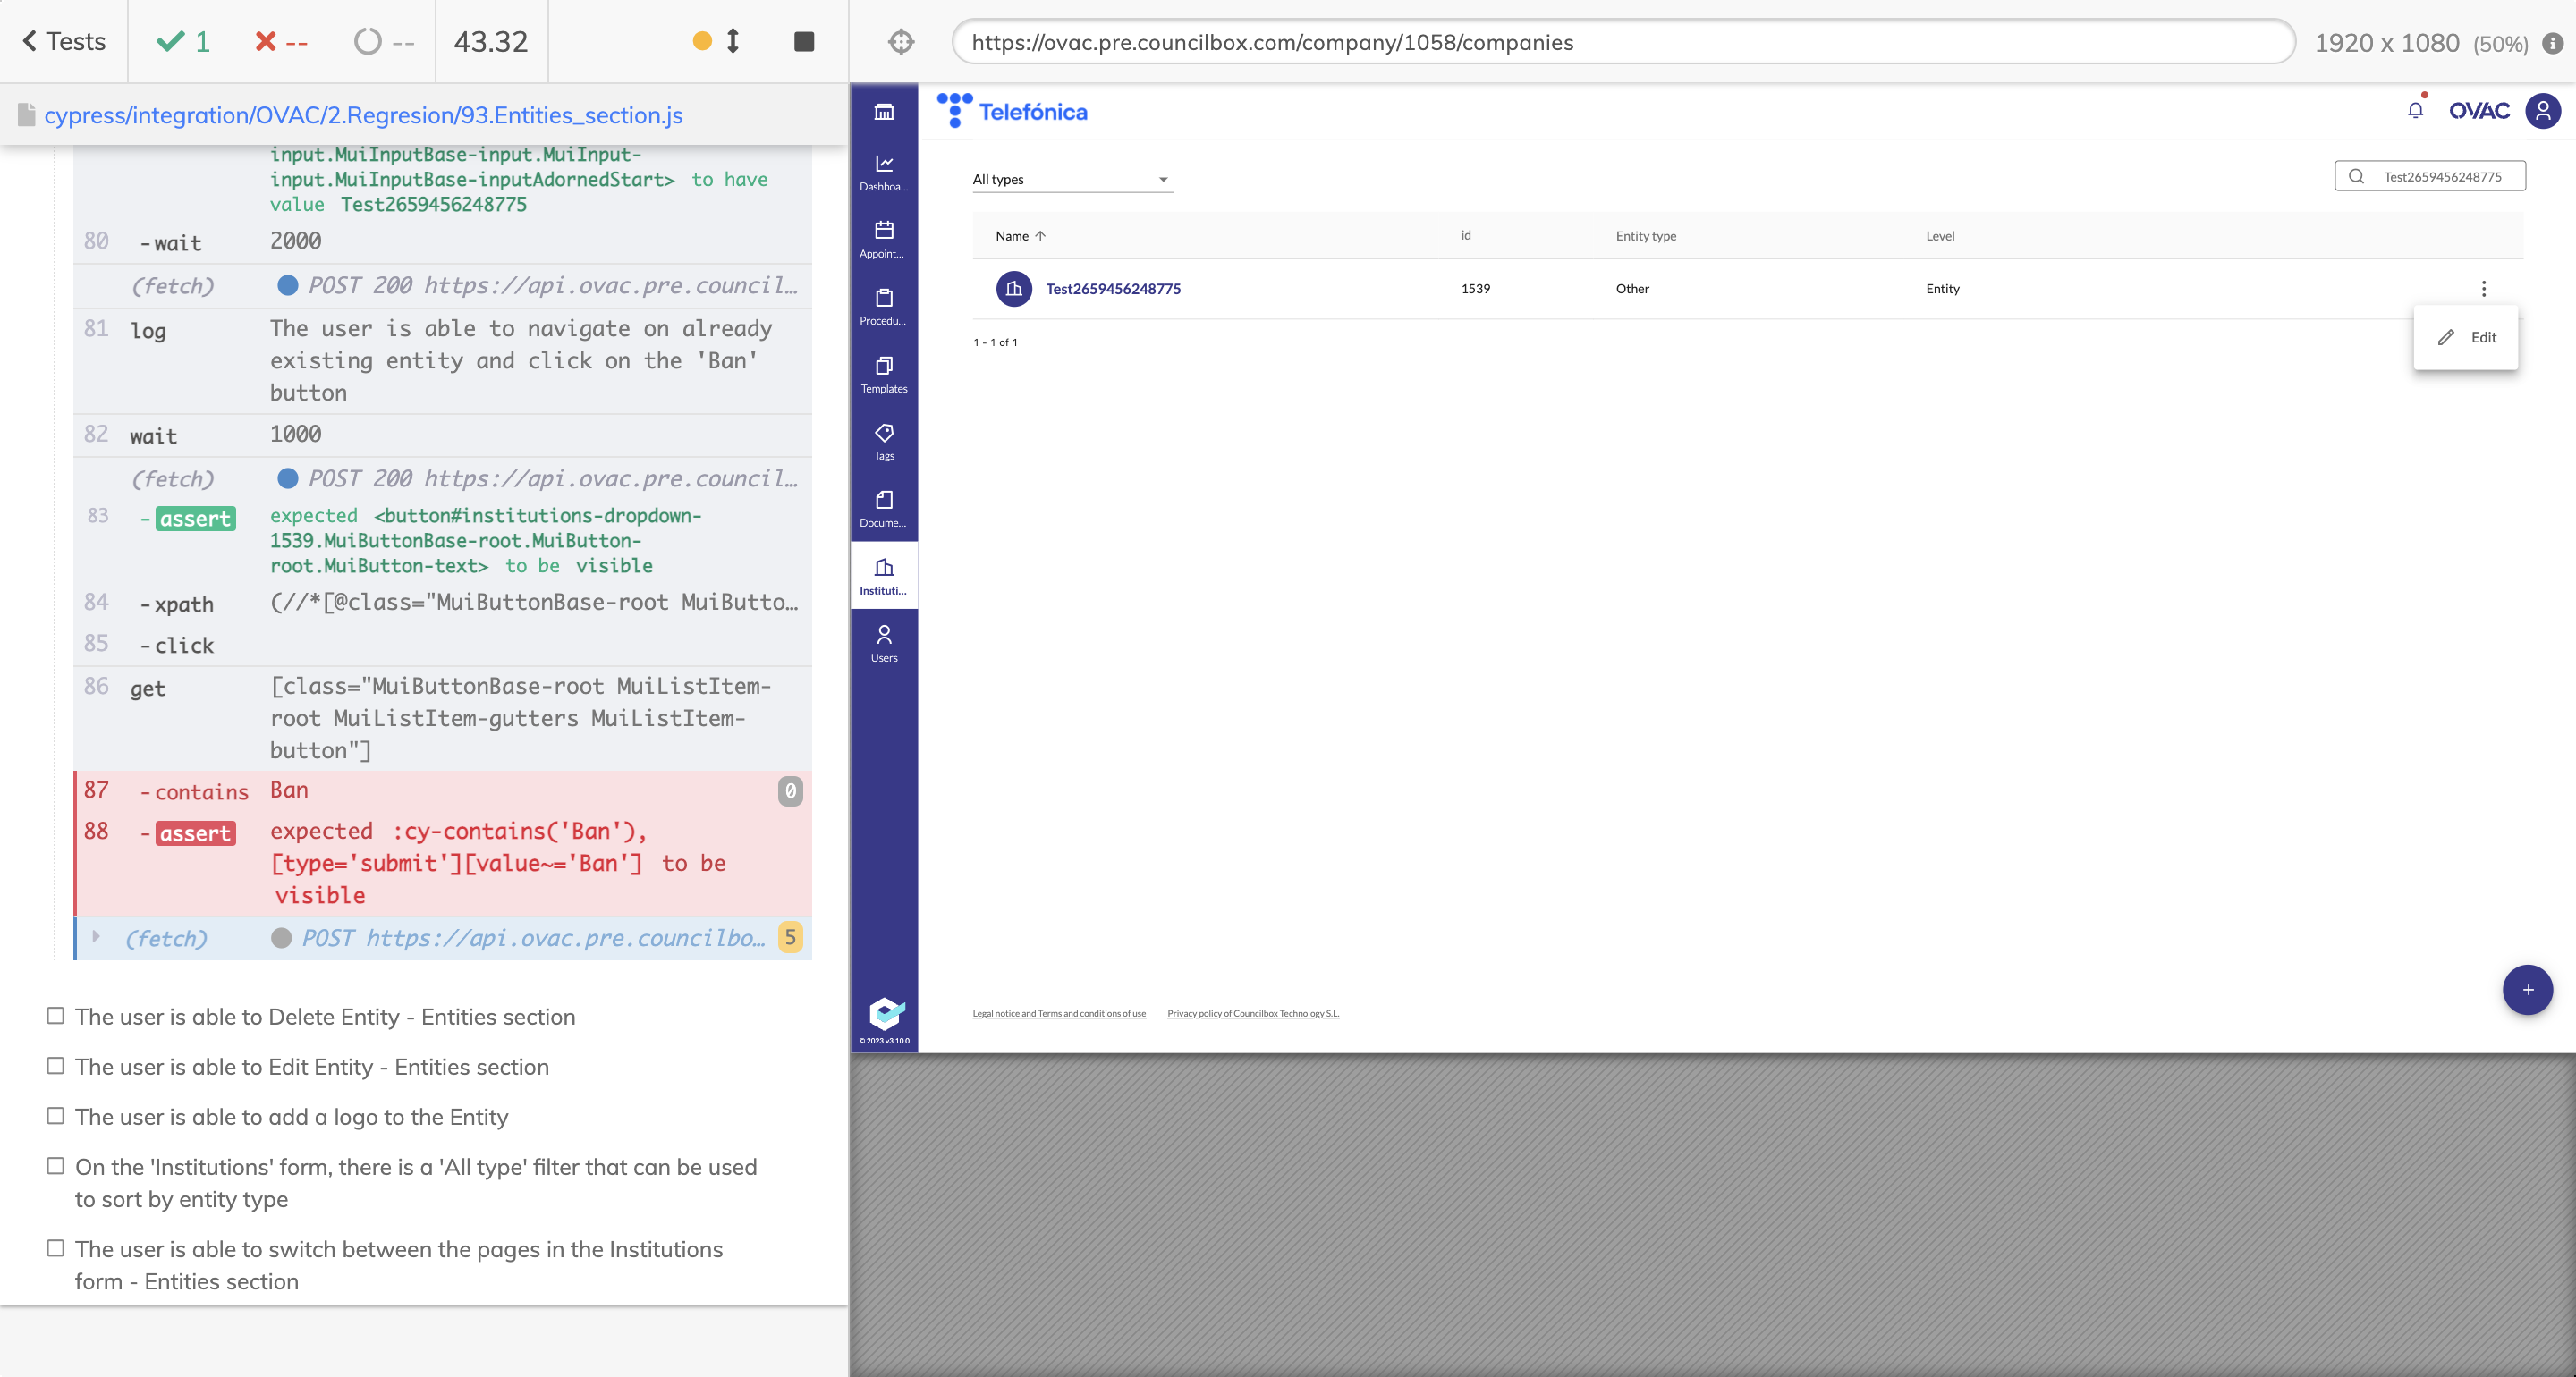 Tests
1
--
--
43.32
https://ovac.pre.councilbox.com/company/1058/companies
1920 x 1080 (50%)
cypress/integration/OVAC/2.Regresion/93.Entities_section.js
input.MuiInputBase-input.MuiInput-
input.MuiInputBase-inputAdornedStart> to have
value Test2659456248775
80 -wait 2000
(fetch) POST 200 https://api.ovac.pre.council…
81 log The user is able to navigate on already
existing entity and click on the 'Ban'
button
82 wait 1000
(fetch) POST 200 https://api.ovac.pre.council…
83 -assert expected <button#institutions-dropdown-
1539.MuiButtonBase-root.MuiButton-
root.MuiButton-text> to be visible
84 -xpath (//*[@class="MuiButtonBase-root MuiButto…
85 -click
86 get [class="MuiButtonBase-root MuiListItem-
root MuiListItem-gutters MuiListItem-
button"]
87 -contains Ban 0
88 -assert expected :cy-contains('Ban'),
[type='submit'][value~='Ban'] to be
visible
(fetch) POST https://api.ovac.pre.councilbo… 5
The user is able to Delete Entity - Entities section
The user is able to Edit Entity - Entities section
The user is able to add a logo to the Entity
On the 'Institutions' form, there is a 'All type' filter that can be used
to sort by entity type
The user is able to switch between the pages in the Institutions
form - Entities section
Dashboa...
Appoint...
Procedu...
Templates
Tags
Docume...
Instituti...
Users
© 2023 v3.10.0
Telefónica
OVAC
All types
Test2659456248775
Name id Entity type Level
Test2659456248775 1539 Other Entity
Edit
1 - 1 of 1
+
Legal notice and Terms and conditions of use Privacy policy of Councilbox Technology S.L.